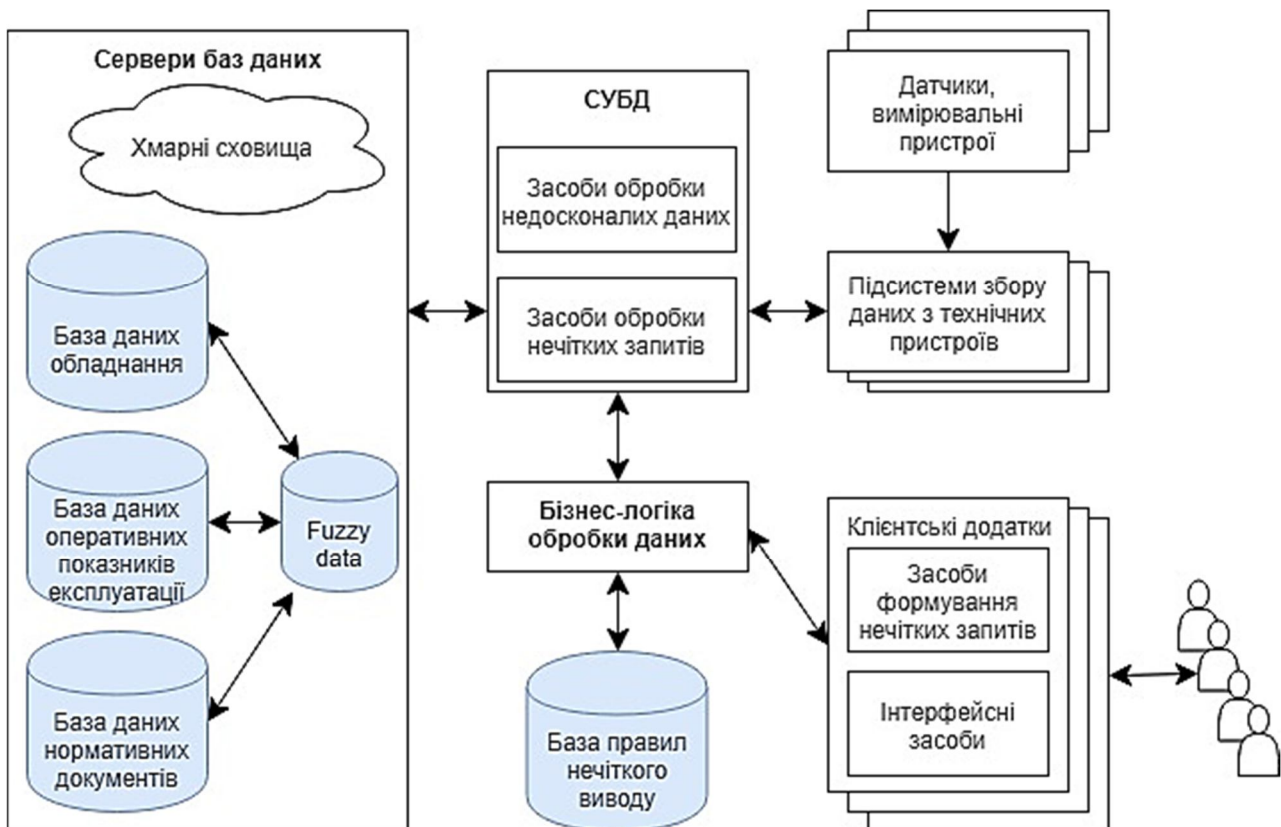 Сервери баз даних
Хмарні сховища
База даних
обладнання
База даних
оперативних
показників
експлуатації
База даних
нормативних
документів
Fuzzy
data
СУБД
Засоби обробки
недосконалих даних
Засоби обробки
нечітких запитів
Бізнес-логіка
обробки даних
База правил
нечіткого
виводу
Датчики,
вимірювальні
пристрої
Підсистеми збору
даних з технічних
пристроїв
Клієнтські додатки
Засоби
формування
нечітких запитів
Інтерфейсні
засоби